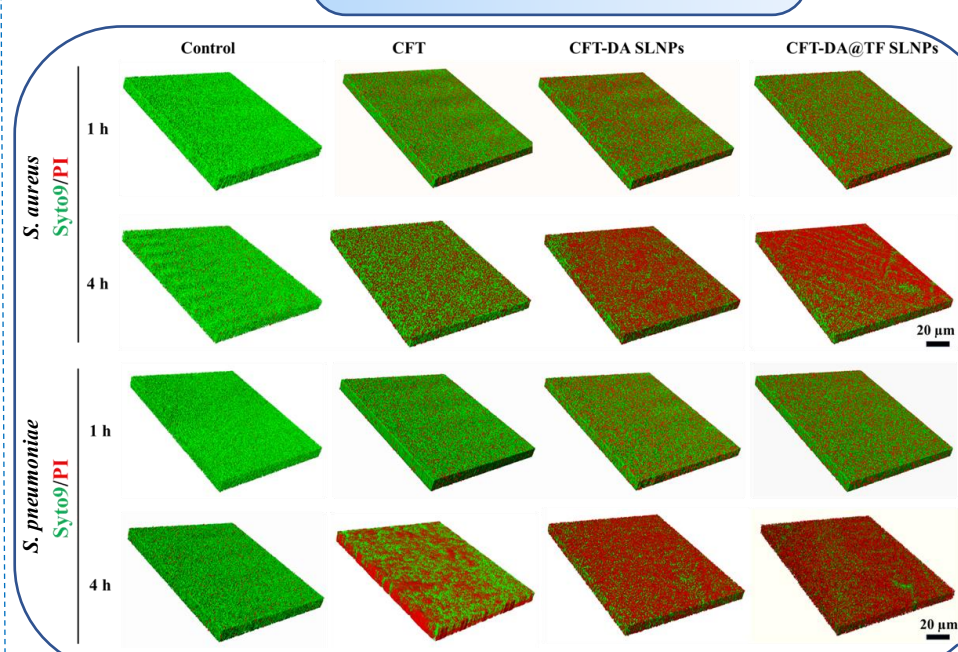 Control CFT CFT-DA SLNPs CFT-DA@TF SLNPs
S. aureus
Syto9/PI
1 h
4 h
20 µm
S. pneumoniae
Syto9/PI
1 h
4 h
20 µm